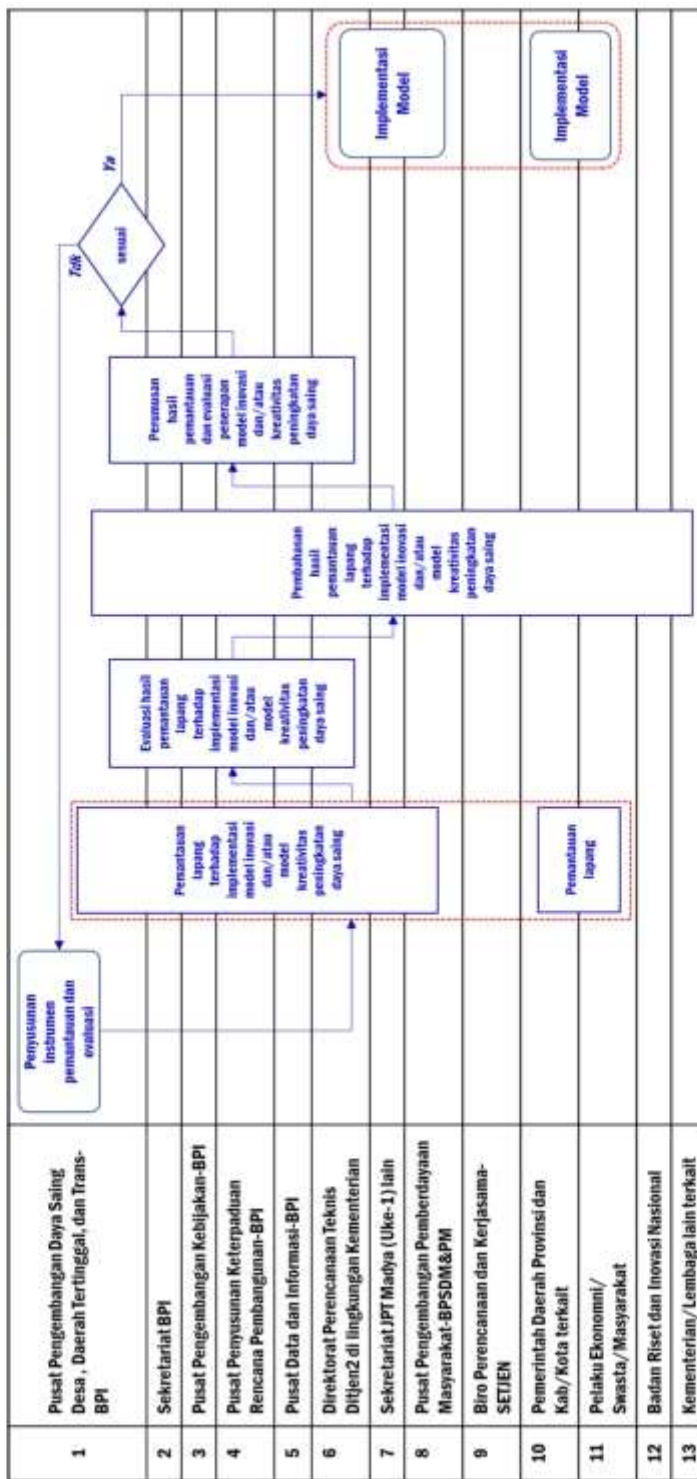 1
Pusat Pengembangan Daya Saing
Desa , Daerah Tertinggal, dan Trans-
BPI
2
Sekretariat BPI
3
Pusat Pengembangan Kebijakan-BPI
4
Pusat Penyusunan Keterpaduan
Rencana Pembangunan-BPI
5
Pusat Data dan Informasi-BPI
6
Direktorat Perencanaan Teknis
Ditjen2 di lingkungan Kementerian
7
Sekretariat JPT Madya (Uke-1) lain
8
Pusat Pengembangan Pemberdayaan
Masyarakat-BPSDM&PM
9
Biro Perencanaan dan Kerjasama-
SETJEN
10
Pemerintah Daerah Provinsi dan
Kab/Kota terkait
11
Pelaku Ekonomni/
Swasta/Masyarakat
12
Badan Riset dan Inovasi Nasional
13
Kementerian/Lembaga lain terkait
Penyusunan
instrumen
pemantauan dan
evaluasi
Pemantauan
lapang
terhadap
implementasi
model inovasi
dan/atau
model
kreativitas
peningkatan
daya saing
Pemantauan
lapang
Evaluasi hasil
pemantauan
lapang
terhadap
implementasi
model inovasi
dan/atau
model
kreativitas
peningkatan
daya saing
Pembahasan
hasil
pemantauan
lapang
terhadap
implementasi
model inovasi
dan/atau
model
kreativitas
peningkatan
daya saing
Perumusan
hasil
pemantauan
dan evaluasi
penerapan
model inovasi
dan/atau
kreativitas
peningkatan
daya saing
Tdk
sesuai
Ya
Implementasi
Model
Implementasi
Model